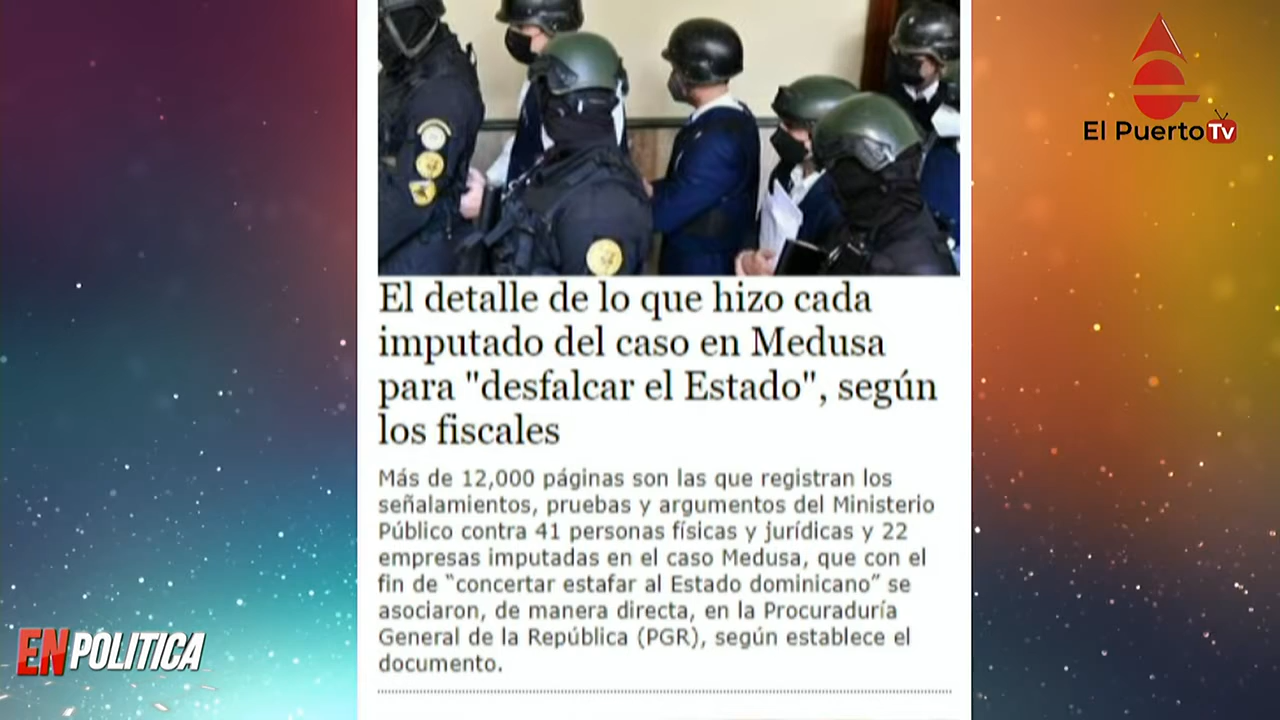 El Puerto Tv
El detalle de lo que hizo cada
imputado del caso en Medusa
para "desfalcar el Estado", según
los fiscales
Más de 12,000 páginas son las que registran los
señalamientos, pruebas y argumentos del Ministerio
Público contra 41 personas físicas y jurídicas y 22
empresas imputadas en el caso Medusa, que con el
fin de “concertar estafar al Estado dominicano” se
asociaron, de manera directa, en la Procuraduría
General de la República (PGR), según establece el
documento.
EN POLITICA